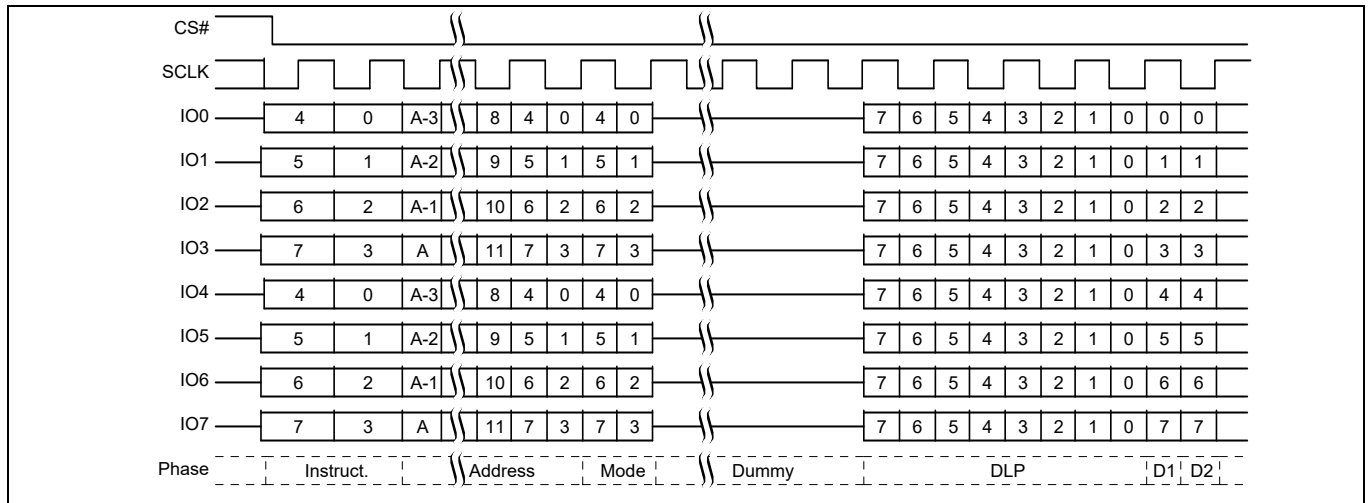 CS#
SCLK
IO0 4 0 A-3 8 4 0 4 0 7 6 5 4 3 2 1 0 0 0
IO1 5 1 A-2 9 5 1 5 1 7 6 5 4 3 2 1 0 1 1
IO2 6 2 A-1 10 6 2 6 2 7 6 5 4 3 2 1 0 2 2
IO3 7 3 A 11 7 3 7 3 7 6 5 4 3 2 1 0 3 3
IO4 4 0 A-3 8 4 0 4 0 7 6 5 4 3 2 1 0 4 4
IO5 5 1 A-2 9 5 1 5 1 7 6 5 4 3 2 1 0 5 5
IO6 6 2 A-1 10 6 2 6 2 7 6 5 4 3 2 1 0 6 6
IO7 7 3 A 11 7 3 7 3 7 6 5 4 3 2 1 0 7 7
Phase Instruct. Address Mode Dummy DLP D1 D2